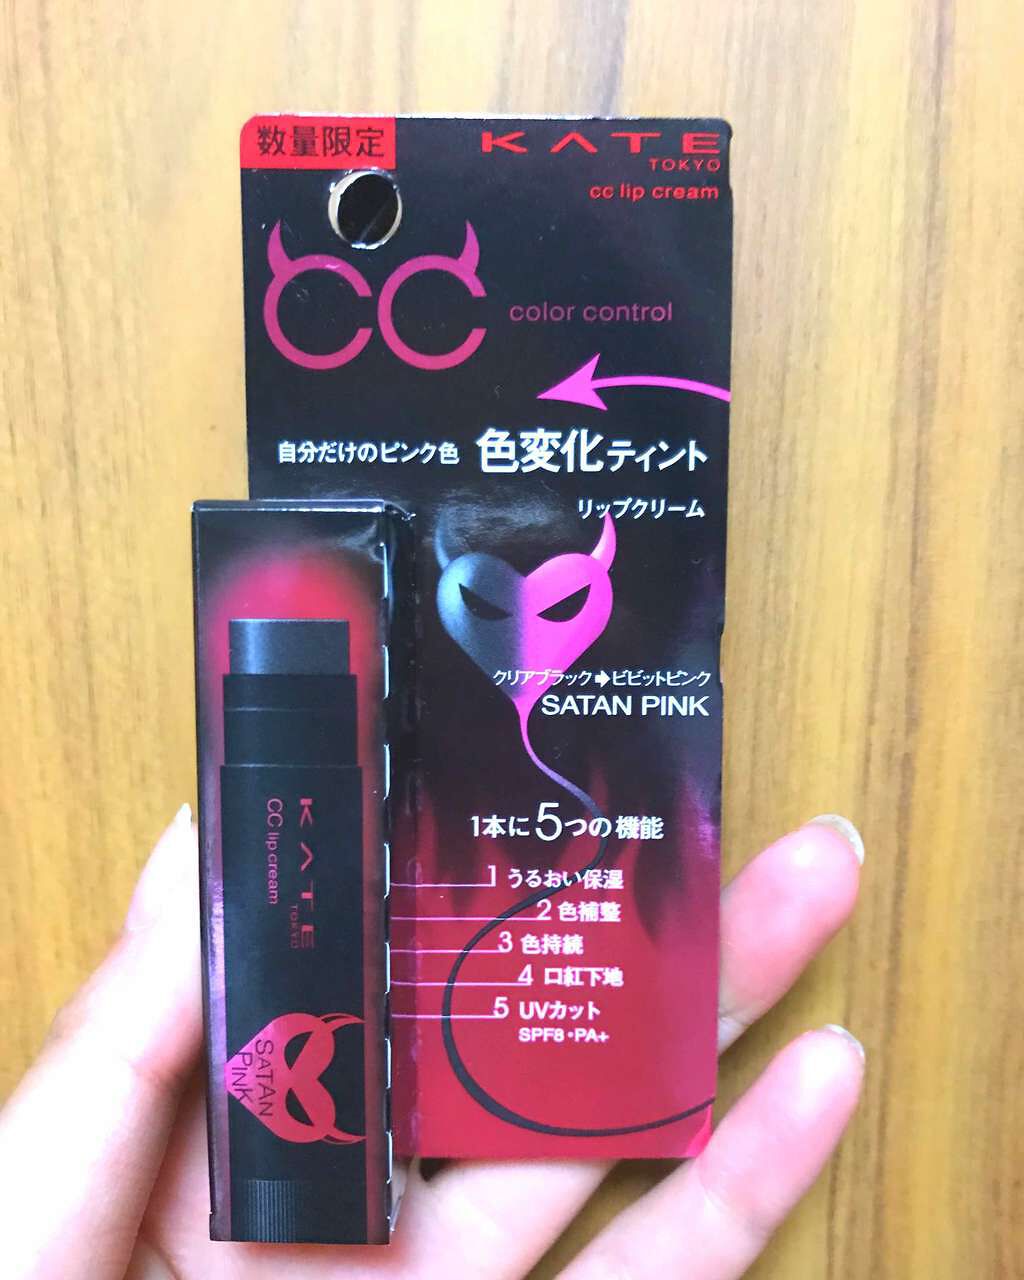 数量限定
KATE
TOKYO
cc lip cream
CC color control
自分だけのピンク色 色変化ティント
リップクリーム
クリアブラック➡ビビットピンク
SATAN PINK
1本に5つの機能
1 うるおい保湿
2 色補整
3 色持続
4 口紅下地
5 UVカット
SPF8・PA+
KATE
TOKYO
CC lip cream
SATAN
PINK